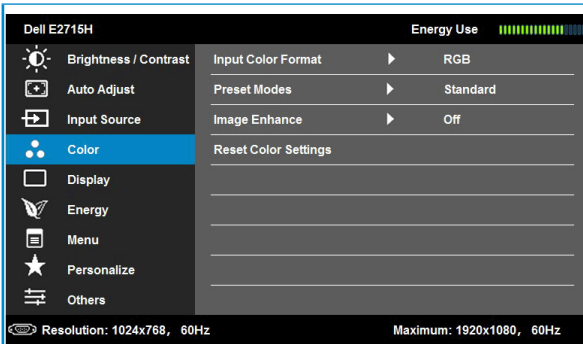 Dell E2715H Energy Use
Brightness / Contrast Input Color Format RGB
Auto Adjust Preset Modes Standard
Input Source Image Enhance Off
Color Reset Color Settings
Display
Energy
Menu
Personalize
Others
Resolution: 1024x768, 60Hz Maximum: 1920x1080, 60Hz